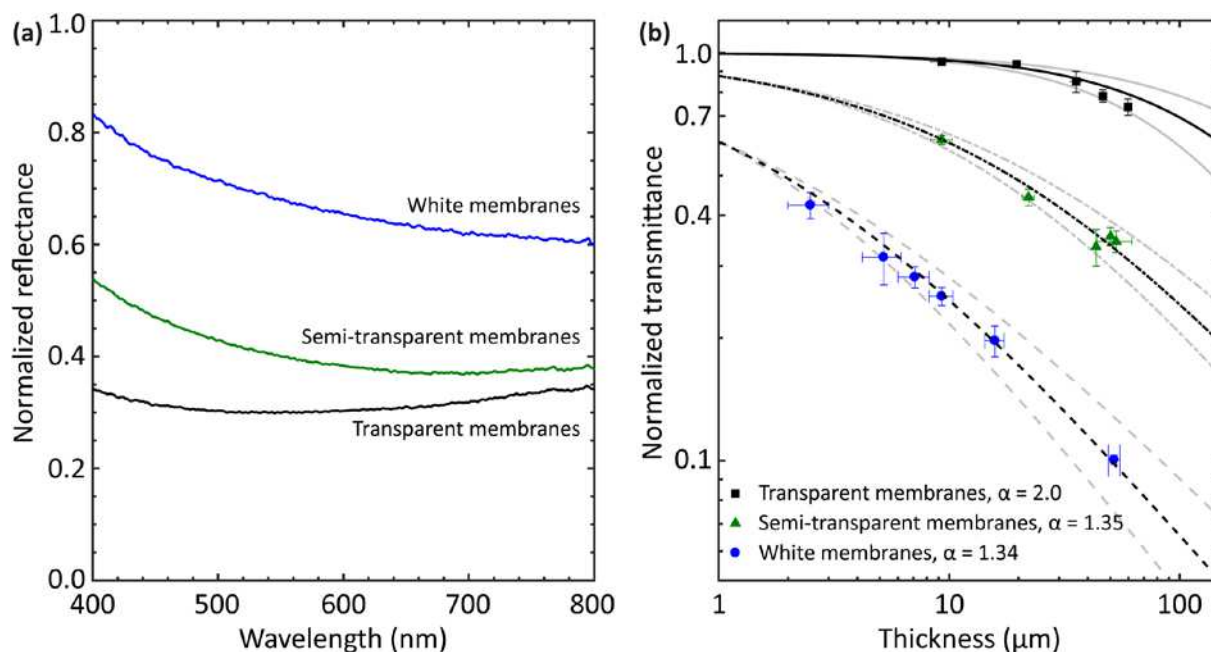 (a)
1.0
0.8
0.6
0.4
0.2
0.0
Normalized reflectance
White membranes
Semi-transparent membranes
Transparent membranes
400
500
600
700
800
Wavelength (nm)
(b)
1.0
0.7
0.4
0.1
Normalized transmittance
Transparent membranes, α = 2.0
Semi-transparent membranes, α = 1.35
White membranes, α = 1.34
1
10
100
Thickness (μm)